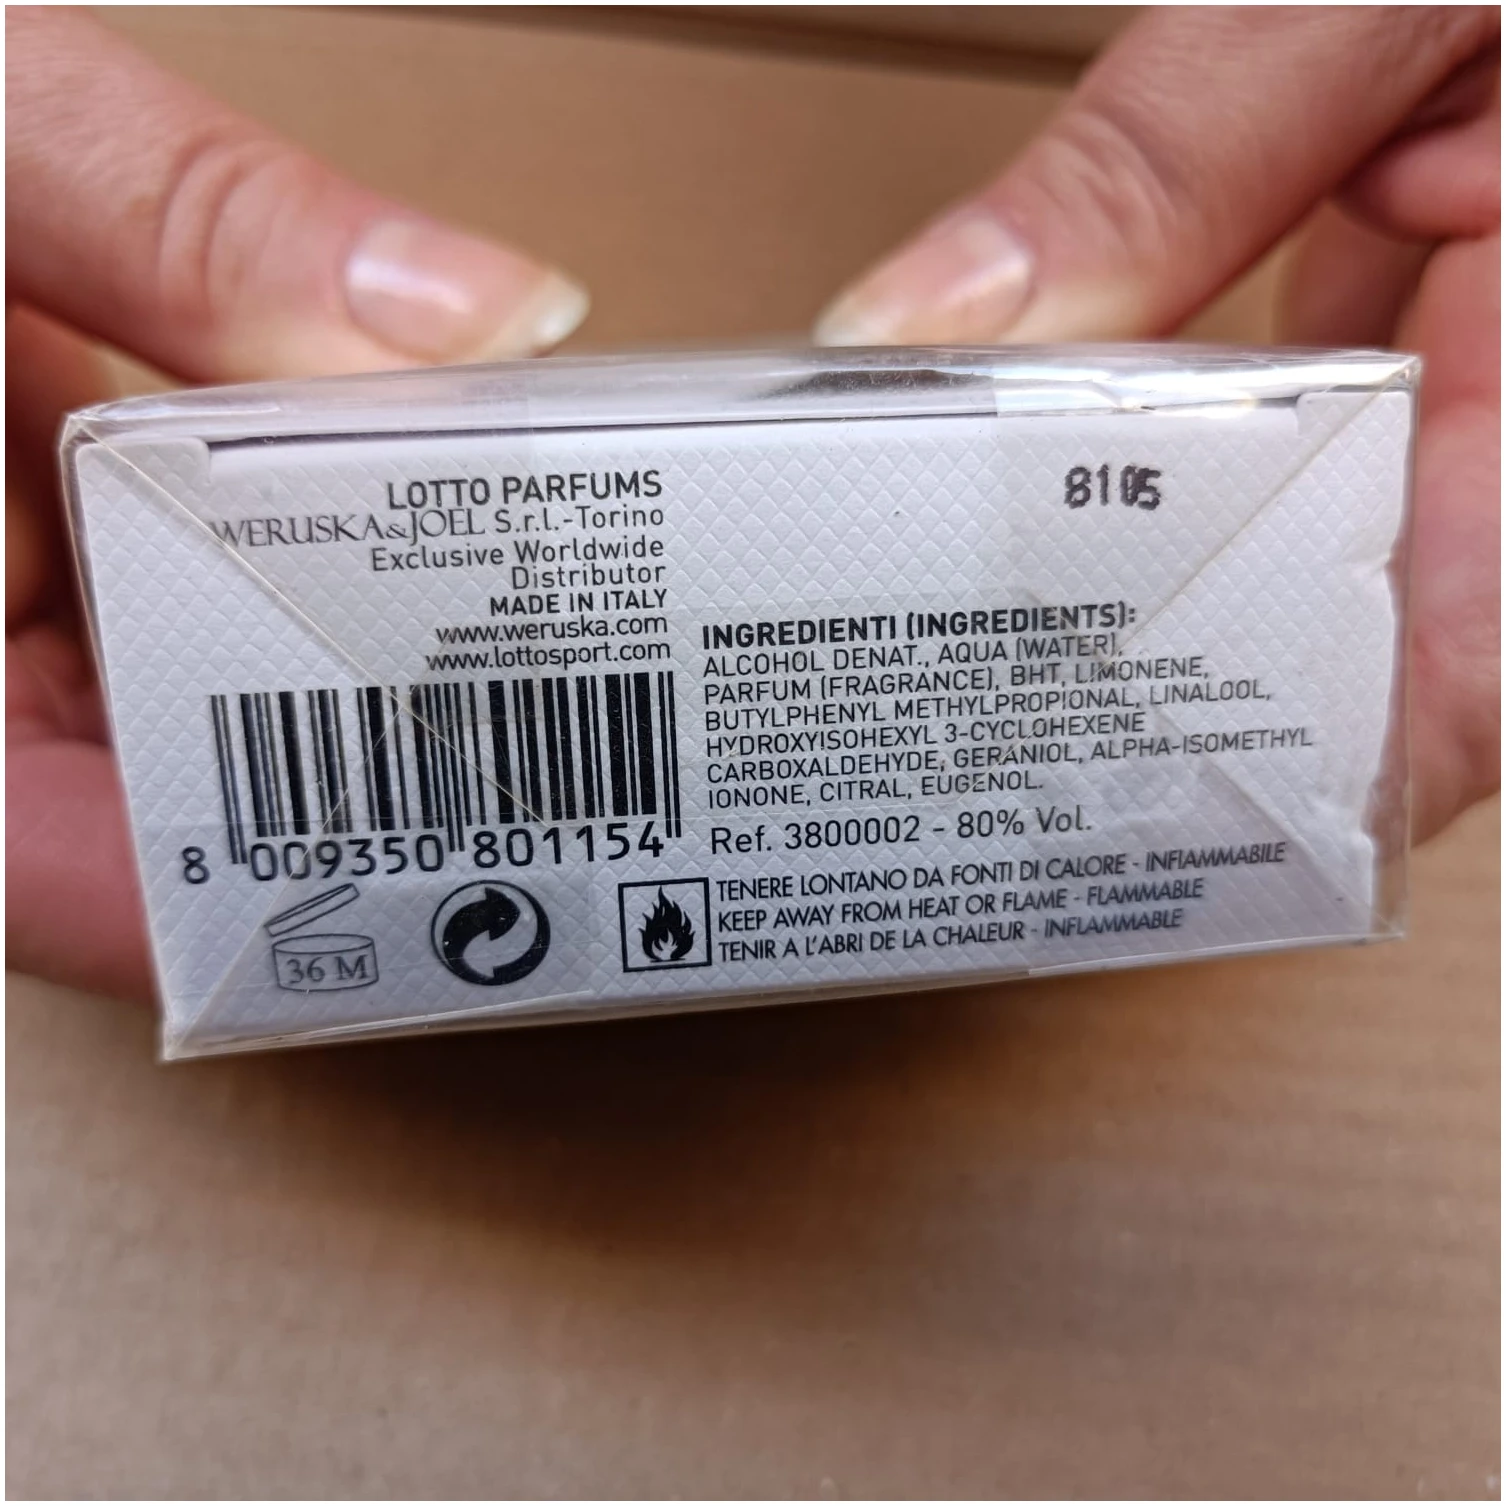 LOTTO PARFUMS
WERUSKA&JOEL S.r.l.-Torino
Exclusive Worldwide
Distributor
MADE IN ITALY
www.weruska.com
www.lottosport.com
8 009350 801154
36 M
8105
INGREDIENTI (INGREDIENTS):
ALCOHOL DENAT., AQUA (WATER),
PARFUM (FRAGRANCE), BHT, LIMONENE,
BUTYLPHENYL METHYLPROPIONAL, LINALOOL,
HYDROXYISOHEXYL 3-CYCLOHEXENE
CARBOXALDEHYDE, GERANIOL, ALPHA-ISOMETHYL
IONONE, CITRAL, EUGENOL.
Ref. 3800002 - 80% Vol.
TENERE LONTANO DA FONTI DI CALORE - INFIAMMABILE
KEEP AWAY FROM HEAT OR FLAME - FLAMMABLE
TENIR A L'ABRI DE LA CHALEUR - INFLAMMABLE